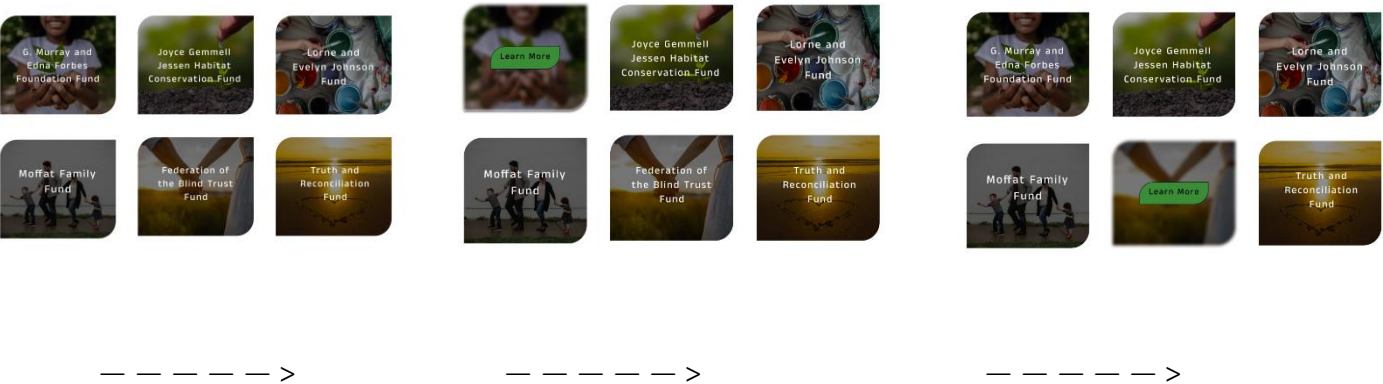 G. Murray and
Edna Forbes
Foundation Fund
Joyce Gemmell
Jessen Habitat
Conservation Fund
Lorne and
Evelyn Johnson
Fund
Moffat Family
Fund
Federation of
the Blind Trust
Fund
Truth and
Reconciliation
Fund
Learn More
Joyce Gemmell
Jessen Habitat
Conservation Fund
Lorne and
Evelyn Johnson
Fund
Moffat Family
Fund
Federation of
the Blind Trust
Fund
Truth and
Reconciliation
Fund
G. Murray and
Edna Forbes
Foundation Fund
Joyce Gemmell
Jessen Habitat
Conservation Fund
Lorne and
Evelyn Johnson
Fund
Moffat Family
Fund
Learn More
Truth and
Reconciliation
Fund
— — — — — >
— — — — — >
— — — — — >